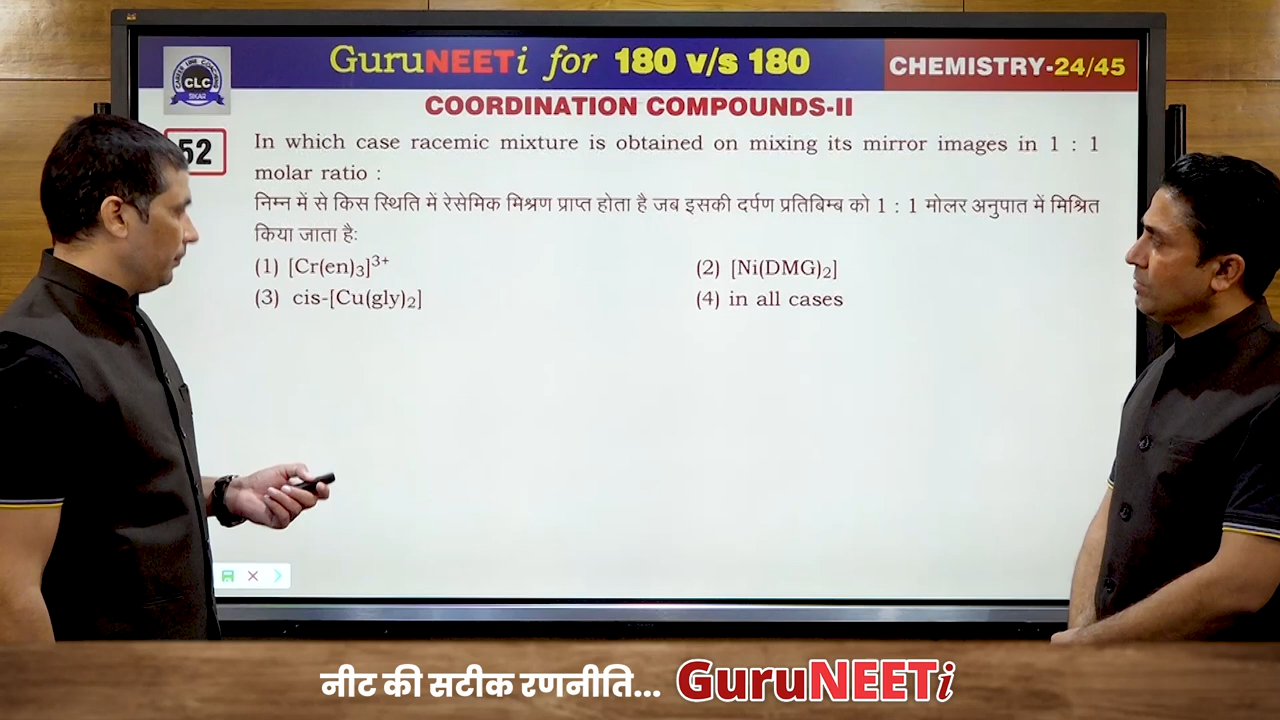 GuruNEETi for 180 v/s 180
CHEMISTRY-24/45
CLC
SIKAR
COORDINATION COMPOUNDS-II
52
In which case racemic mixture is obtained on mixing its mirror images in 1 : 1
molar ratio :
निम्न में से किस स्थिति में रेसेमिक मिश्रण प्राप्त होता है जब इसकी दर्पण प्रतिबिम्ब को 1 : 1 मोलर अनुपात में मिश्रित
किया जाता हैः
(1) [Cr(en)₃]³⁺
(2) [Ni(DMG)₂]
(3) cis-[Cu(gly)₂]
(4) in all cases
नीट की सटीक रणनीति... GuruNEETi